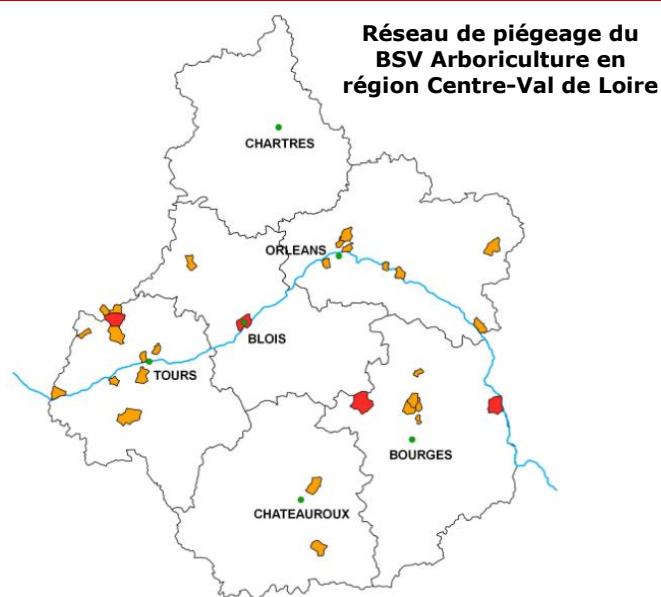 Réseau de piégeage du
BSV Arboriculture en
région Centre-Val de Loire
CHARTRES
ORLEANS
BLOIS
TOURS
BOURGES
CHATEAUROUX